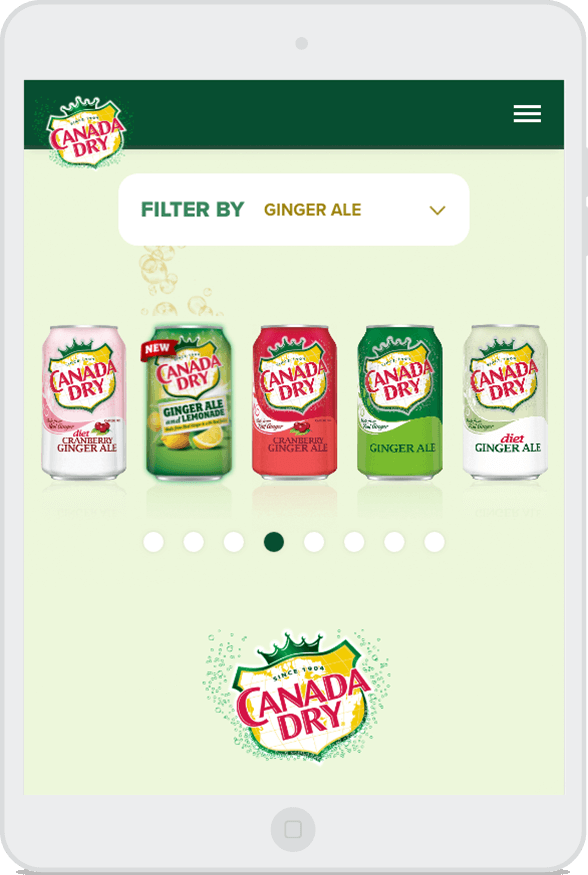 SINCE 1904
CANADA
DRY
FILTER BY GINGER ALE
CANADA
DRY
diet
CRANBERRY
GINGER ALE
NEW
CANADA
DRY
GINGER ALE
and LEMONADE
CANADA
DRY
CRANBERRY
GINGER ALE
CANADA
DRY
GINGER ALE
CANADA
DRY
diet
GINGER ALE
SINCE 1904
CANADA
DRY